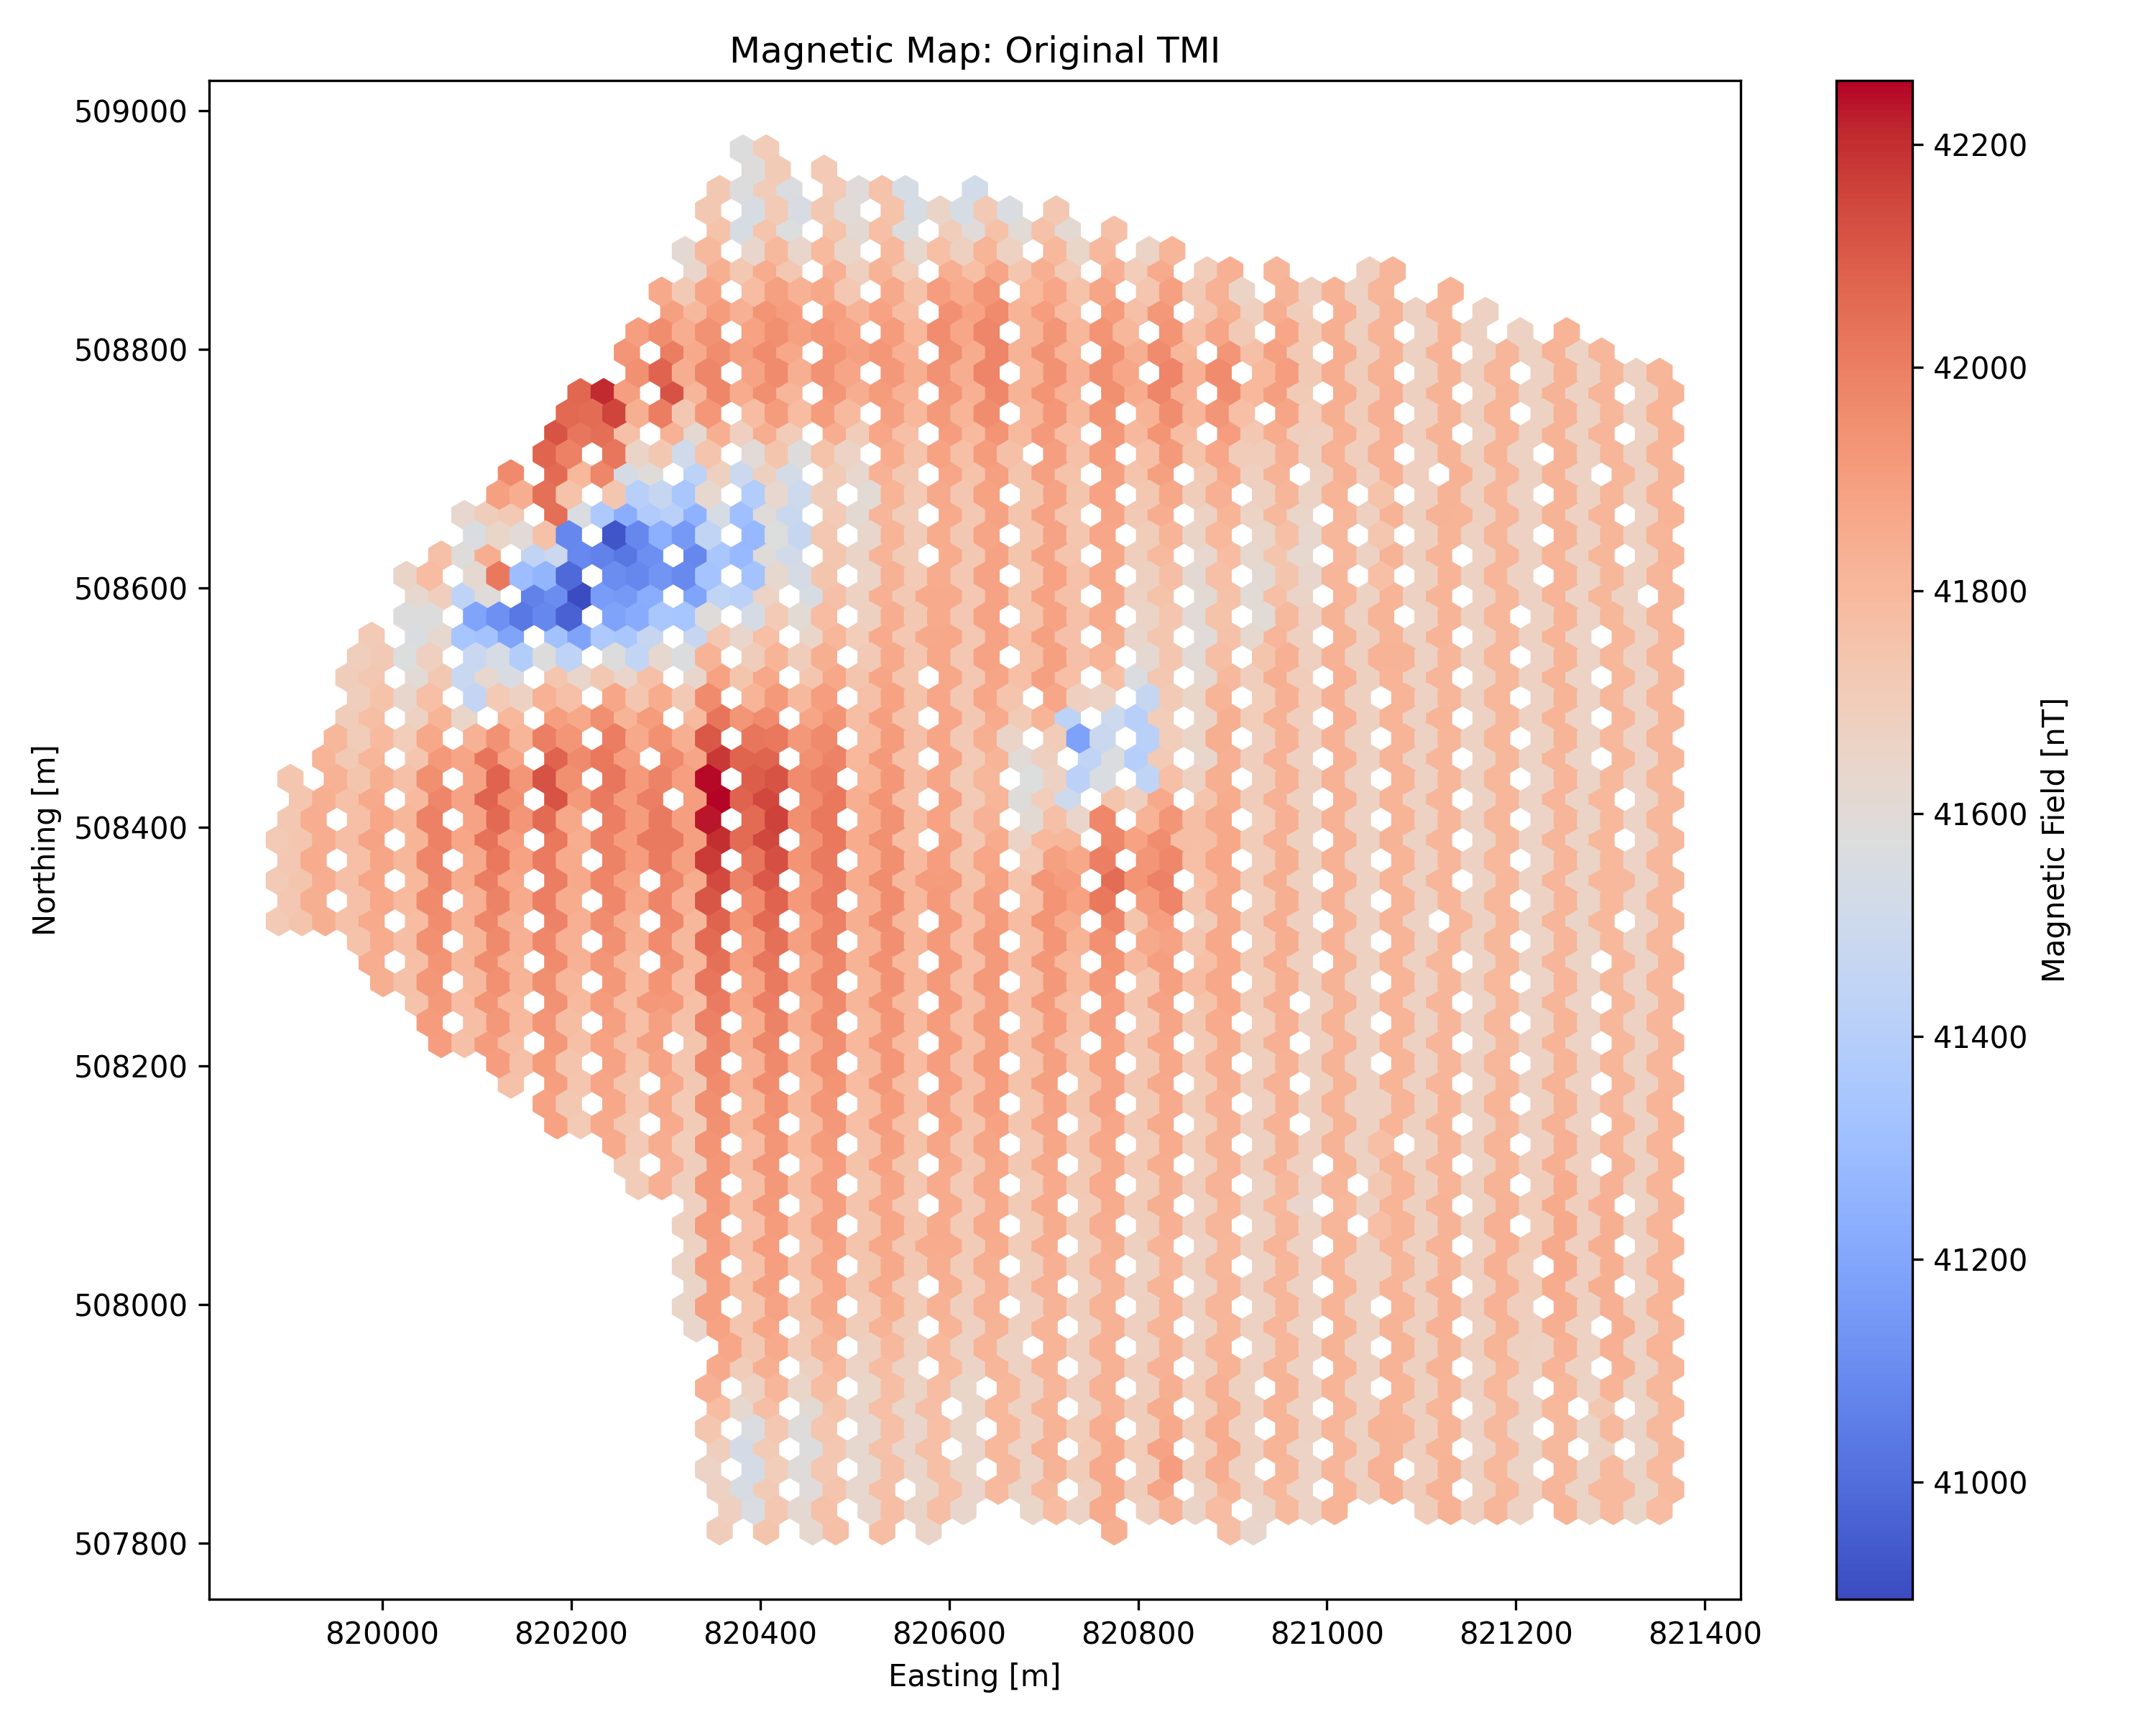 Magnetic Map: Original TMI
509000
508800
508600
508400
508200
508000
507800
Northing [m]
820000 820200 820400 820600 820800 821000 821200 821400
Easting [m]
42200
42000
41800
41600
41400
41200
41000
Magnetic Field [nT]